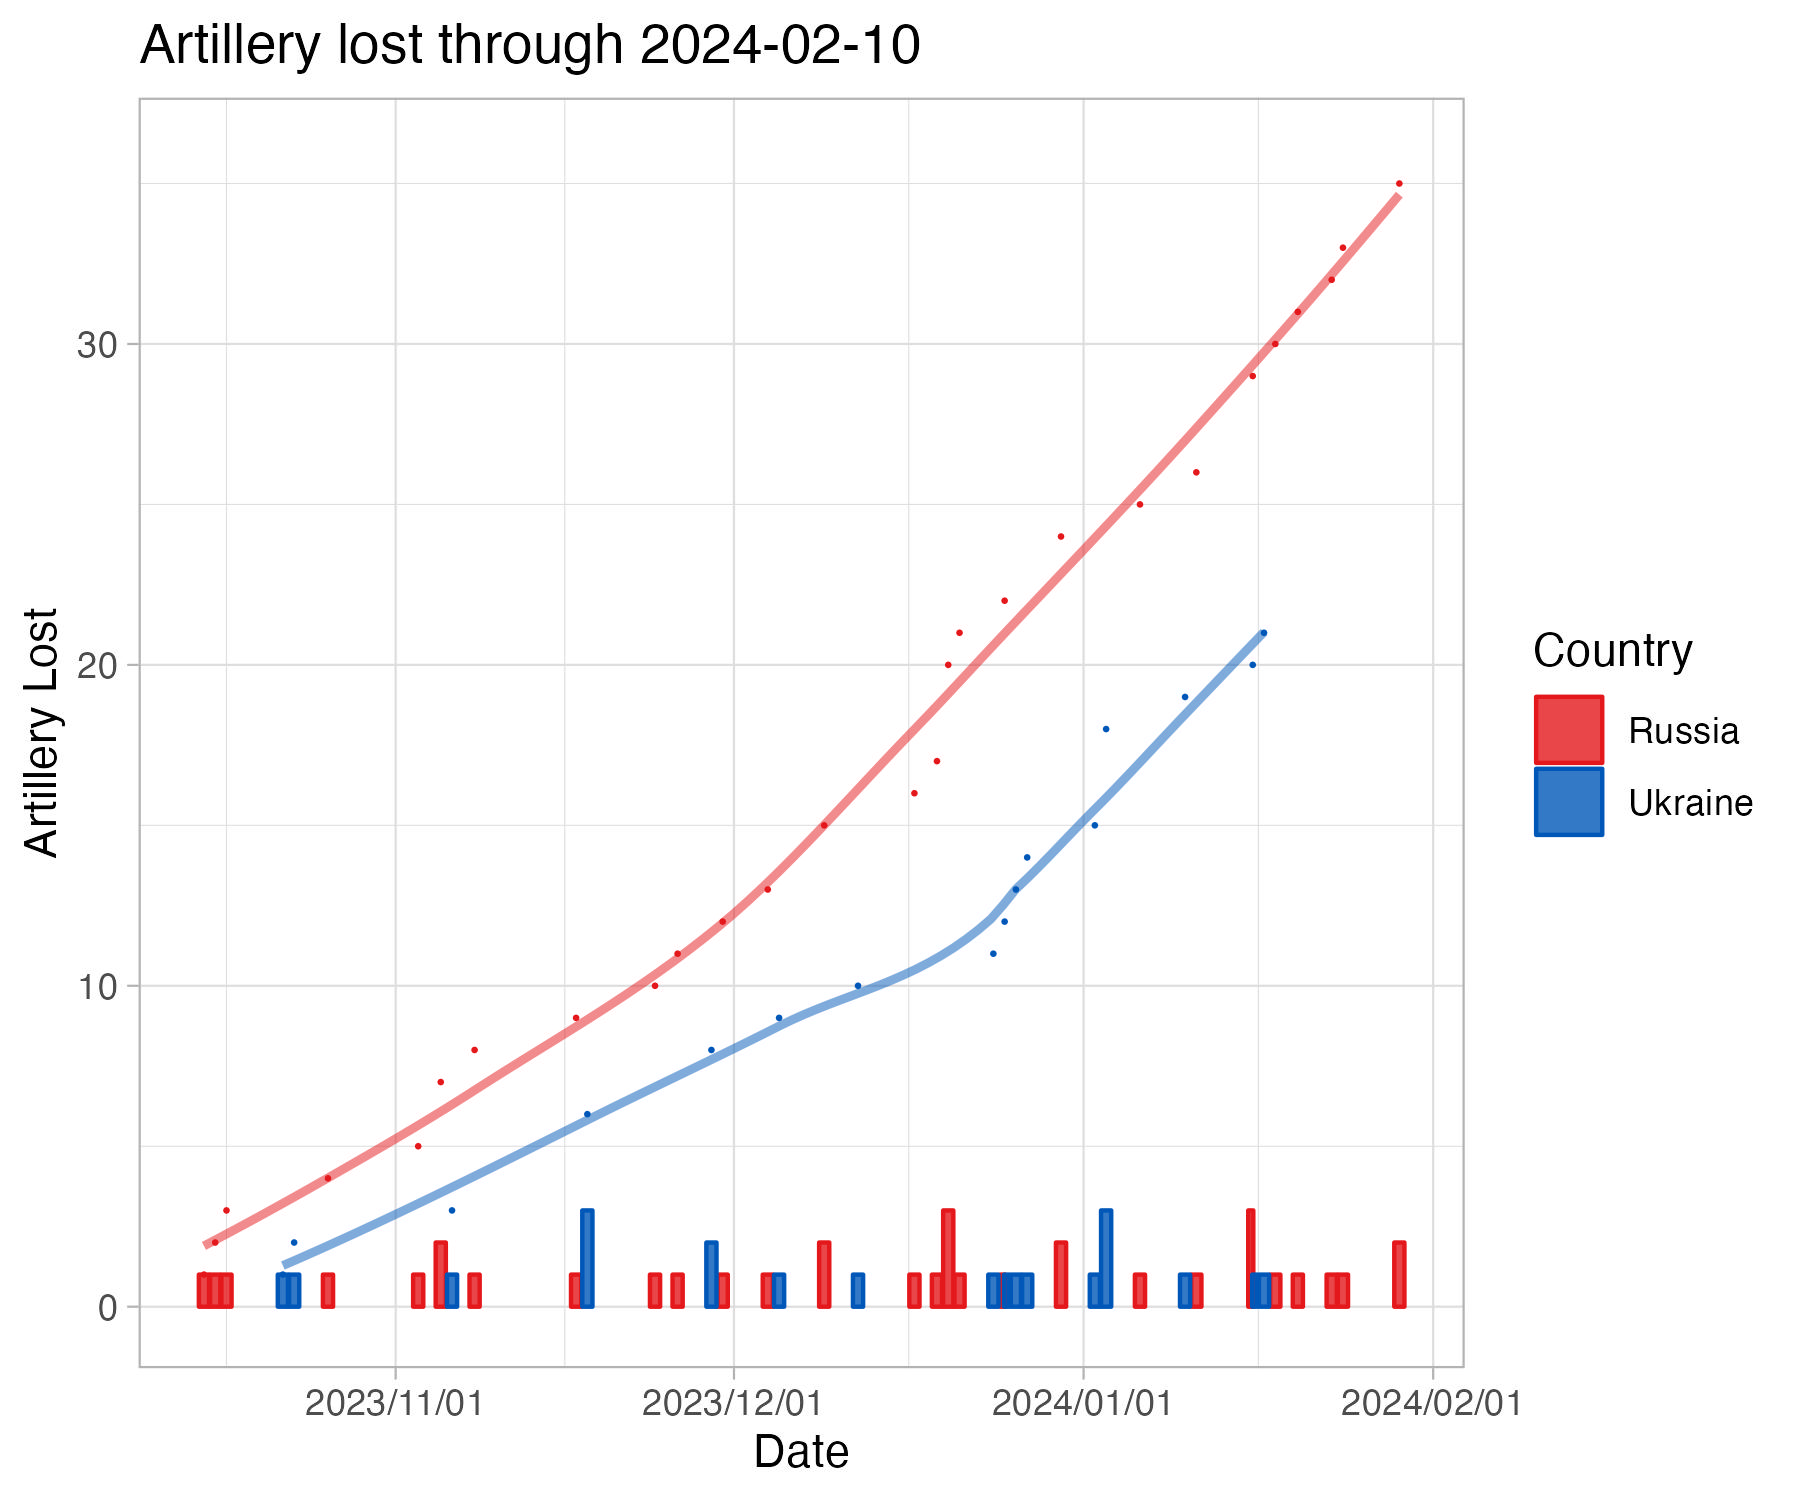 Artillery lost through 2024-02-10
Artillery Lost
30
20
10
0
2023/11/01
2023/12/01
2024/01/01
2024/02/01
Date
Country
Russia
Ukraine